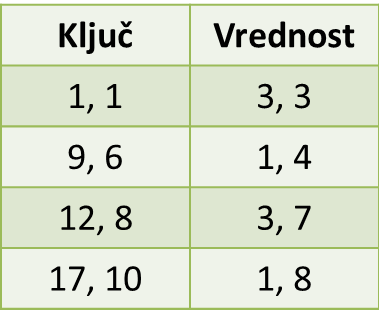 Ključ Vrednost
1, 1 3, 3
9, 6 1, 4
12, 8 3, 7
17, 10 1, 8